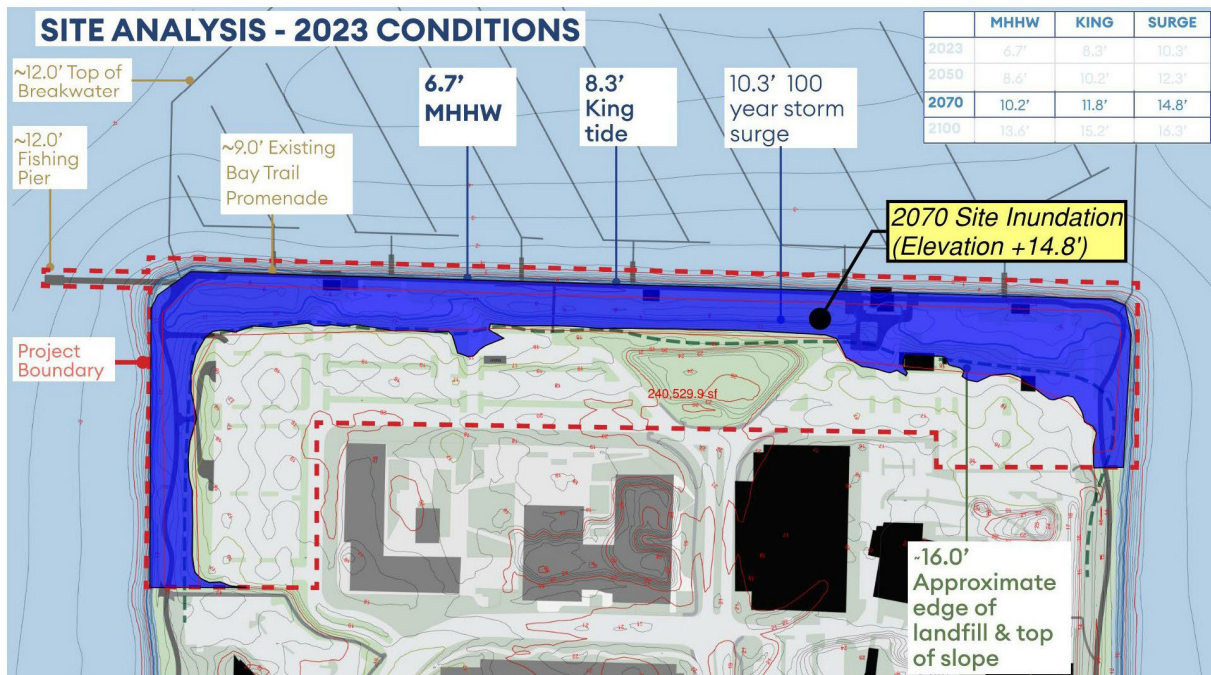 SITE ANALYSIS - 2023 CONDITIONS
MHHW KING SURGE
2023 6.7’ 8.3’ 10.3’
2050 8.6’ 10.2’ 12.3’
2070 10.2’ 11.8’ 14.8’
2100 13.6’ 15.2’ 16.3’
~12.0’ Top of
Breakwater
6.7’
MHHW
8.3’
King
tide
10.3’ 100
year storm
surge
~12.0’
Fishing
Pier
~9.0’ Existing
Bay Trail
Promenade
2070 Site Inundation
(Elevation +14.8')
Project
Boundary
240,529.9 sf
~16.0’
Approximate
edge of
landfill & top
of slope